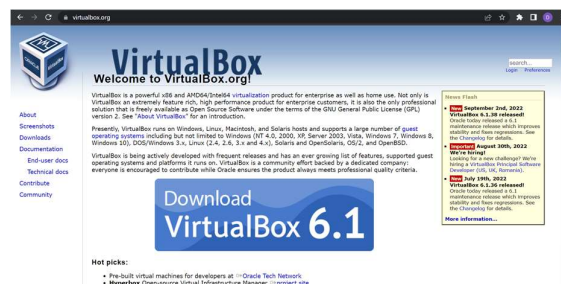 virtualbox.org
ORACLE
VirtualBox
VirtualBox
search...
Login Preferences
Welcome to VirtualBox.org!
VirtualBox is a powerful x86 and AMD64/Intel64 virtualization product for enterprise as well as home use. Not only is
VirtualBox an extremely feature rich, high performance product for enterprise customers, it is also the only professional
solution that is freely available as Open Source Software under the terms of the GNU General Public License (GPL)
version 2. See "About VirtualBox" for an introduction.
Presently, VirtualBox runs on Windows, Linux, Macintosh, and Solaris hosts and supports a large number of guest
operating systems including but not limited to Windows (NT 4.0, 2000, XP, Server 2003, Vista, Windows 7, Windows 8,
Windows 10), DOS/Windows 3.x, Linux (2.4, 2.6, 3.x and 4.x), Solaris and OpenSolaris, OS/2, and OpenBSD.
VirtualBox is being actively developed with frequent releases and has an ever growing list of features, supported guest
operating systems and platforms it runs on. VirtualBox is a community effort backed by a dedicated company:
everyone is encouraged to contribute while Oracle ensures the product always meets professional quality criteria.
Download
VirtualBox 6.1
Hot picks:
• Pre-built virtual machines for developers at Oracle Tech Network
• Hyperbox Open-source Virtual Infrastructure Manager project site
About
Screenshots
Downloads
Documentation
End-user docs
Technical docs
Contribute
Community
News Flash
• New September 2nd, 2022
VirtualBox 6.1.38 released!
Oracle today released a 6.1
maintenance release which improves
stability and fixes regressions. See
the Changelog for details.
• Important August 30th, 2022
We're hiring!
Looking for a new challenge? We're
hiring a VirtualBox Principal Software
Developer (US, UK, Romania).
• New July 19th, 2022
VirtualBox 6.1.36 released!
Oracle today released a 6.1
maintenance release which improves
stability and fixes regressions. See
the Changelog for details.
More information...